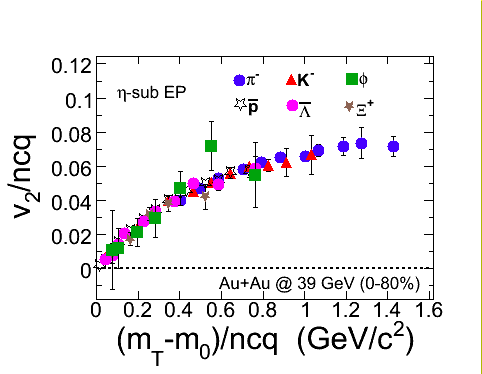 0.12
0.1
0.08
0.06
0.04
0.02
0
v₂/ncq
η-sub EP
π⁻ K⁻ ϕ
p̅ Λ̅ Ξ⁺
Au+Au @ 39 GeV (0-80%)
0 0.2 0.4 0.6 0.8 1 1.2 1.4 1.6
(m_T-m₀)/ncq (GeV/c²)